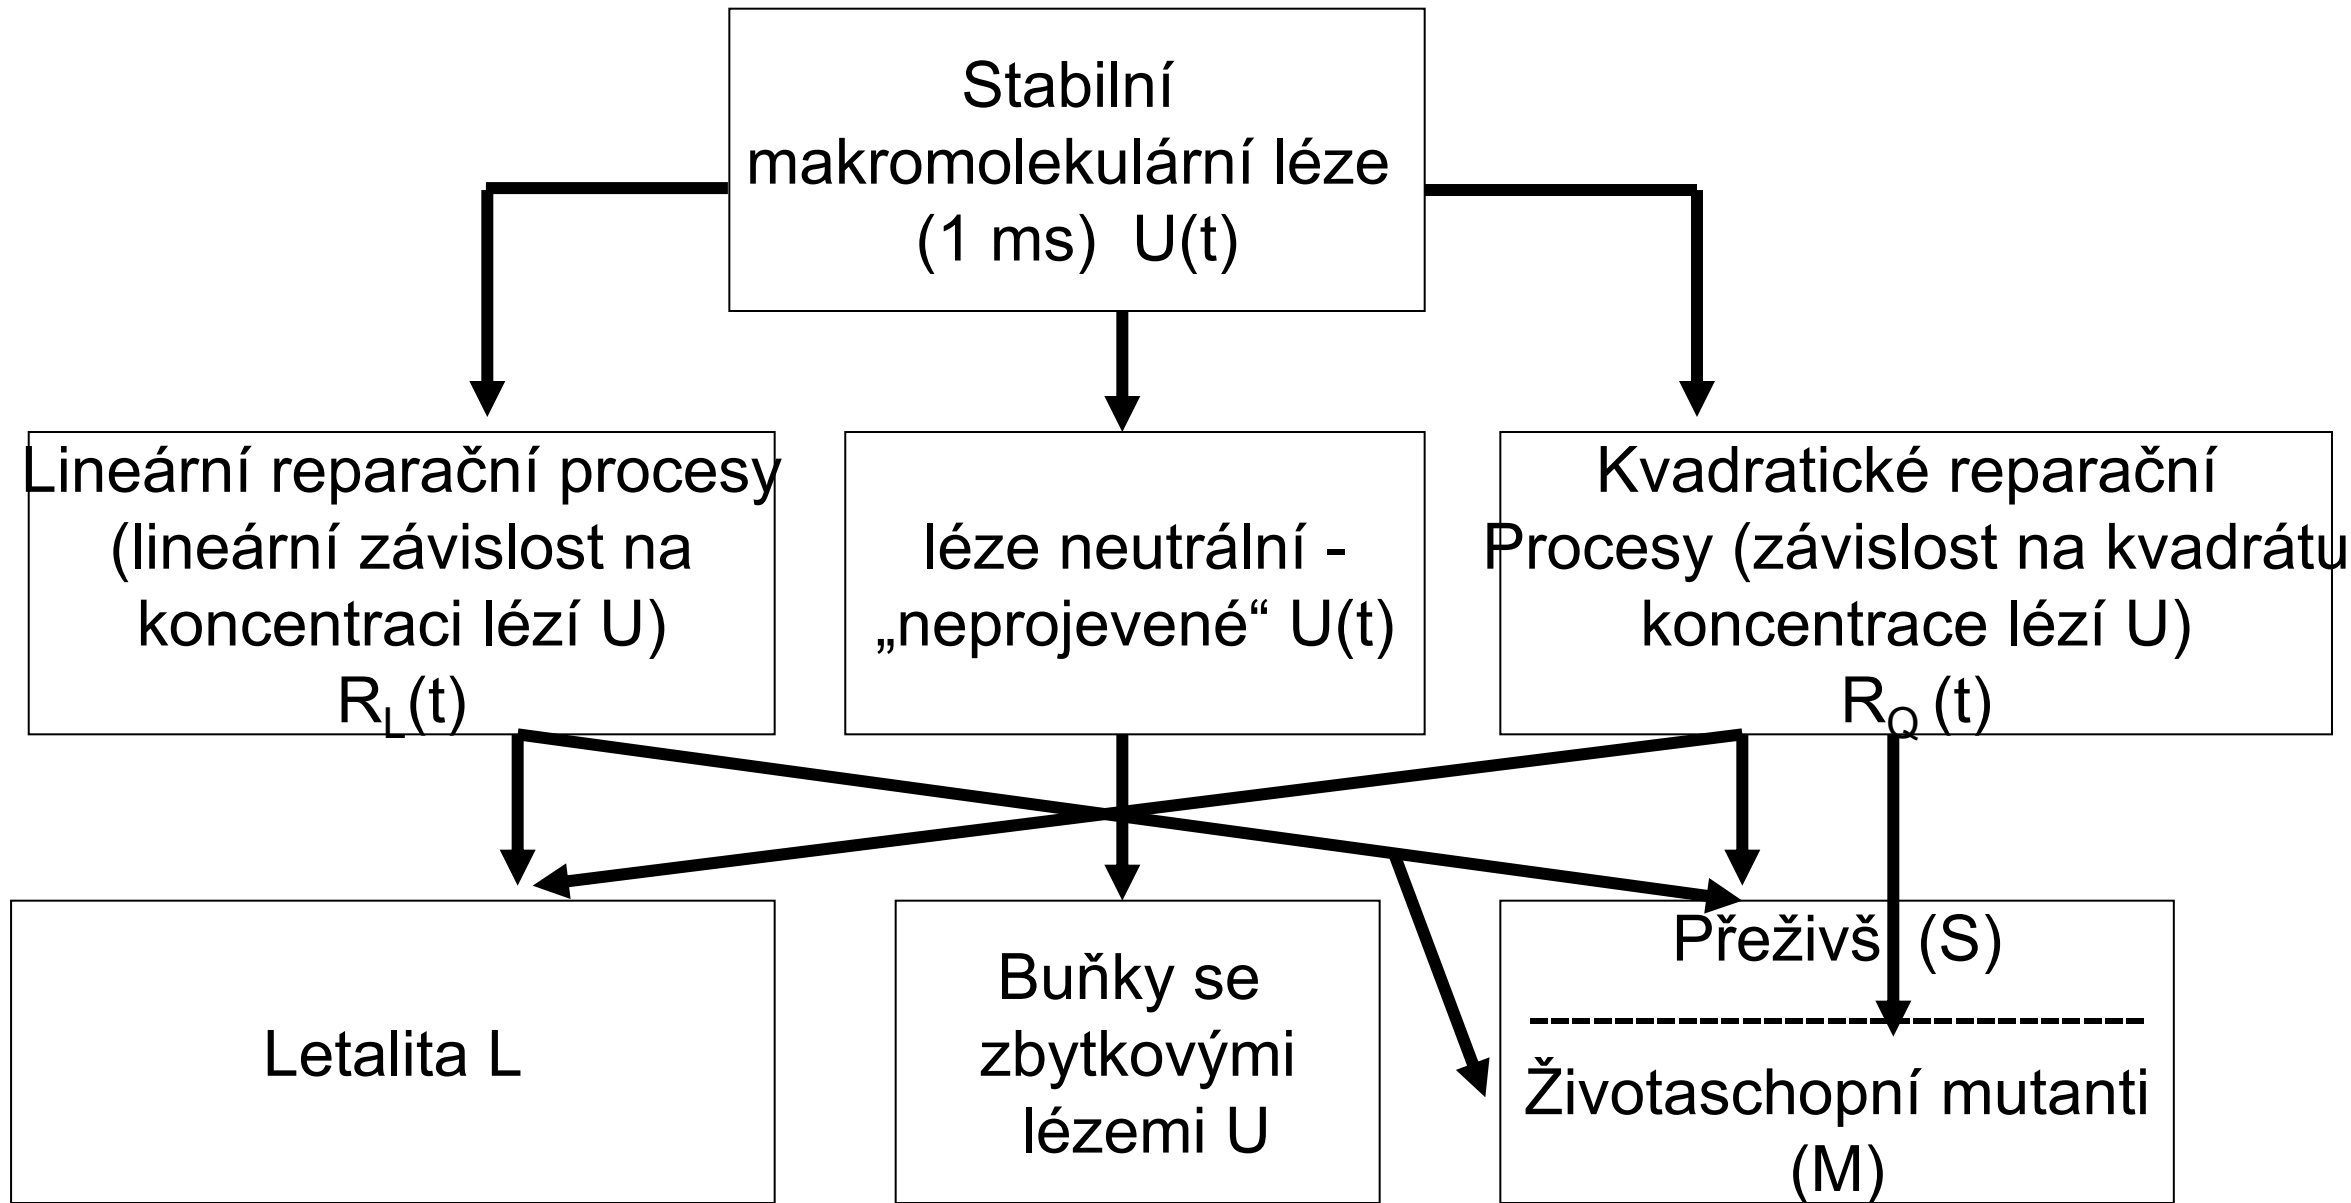 Stabilní
makromolekulární léze
(1 ms) U(t)
Lineární reparační procesy
(lineární závislost na
koncentraci lézí U)
R_L(t)
léze neutrální -
„neprojevené“ U(t)
Kvadratické reparační
Procesy (závislost na kvadrátu
koncentrace lézí U)
R_Q (t)
Letalita L
Buňky se
zbytkovými
lézemi U
Přeživš (S)
--------------------------------------------
Životaschopní mutanti
(M)